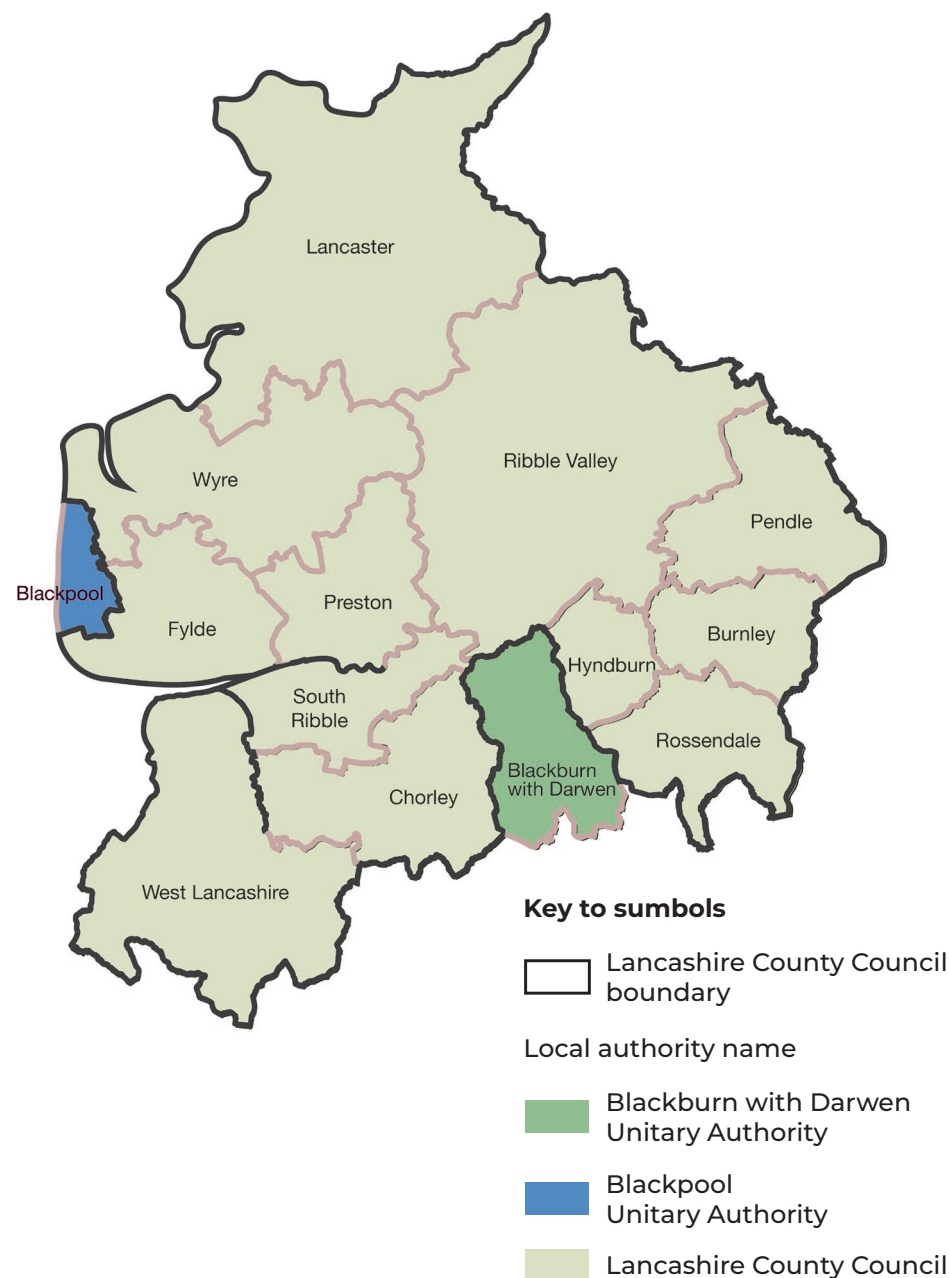 Lancaster
Ribble Valley
Wyre
Pendle
Blackpool
Preston
Fylde
Burnley
Hyndburn
South
Ribble
Rossendale
Blackburn
with Darwen
Chorley
West Lancashire
Key to sumbols
Lancashire County Council
boundary
Local authority name
Blackburn with Darwen
Unitary Authority
Blackpool
Unitary Authority
Lancashire County Council